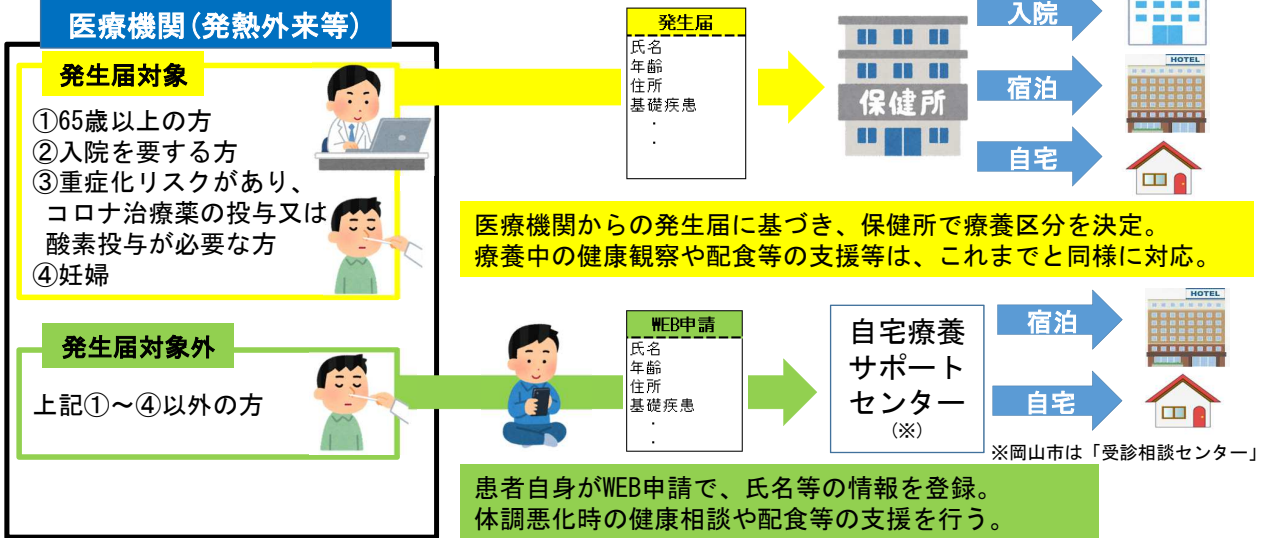 医療機関(発熱外来等)
発生届対象
①65歳以上の方
②入院を要する方
③重症化リスクがあり、
コロナ治療薬の投与又は
酸素投与が必要な方
④妊婦
発生届
氏名
年齢
住所
基礎疾患
・
・
保健所
入院
宿泊
自宅
HOTEL
医療機関からの発生届に基づき、保健所で療養区分を決定。
療養中の健康観察や配食等の支援等は、これまでと同様に対応。
発生届対象外
上記①～④以外の方
WEB申請
氏名
年齢
住所
基礎疾患
・
・
自宅療養
サポート
センター
(※)
宿泊
自宅
HOTEL
※岡山市は「受診相談センター」
患者自身がWEB申請で、氏名等の情報を登録。
体調悪化時の健康相談や配食等の支援を行う。